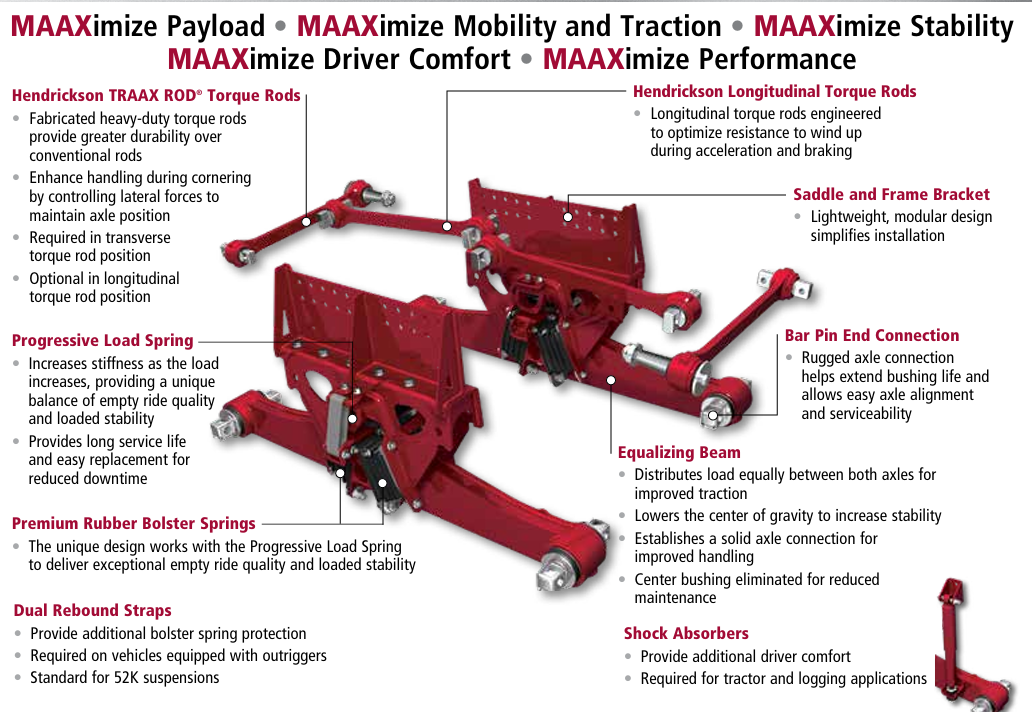 MAAXimize Payload • MAAXimize Mobility and Traction • MAAXimize Stability
MAAXimize Driver Comfort • MAAXimize Performance
Hendrickson TRAAX ROD® Torque Rods
• Fabricated heavy-duty torque rods
provide greater durability over
conventional rods
• Enhance handling during cornering
by controlling lateral forces to
maintain axle position
• Required in transverse
torque rod position
• Optional in longitudinal
torque rod position
Hendrickson Longitudinal Torque Rods
• Longitudinal torque rods engineered
to optimize resistance to wind up
during acceleration and braking
Saddle and Frame Bracket
• Lightweight, modular design
simplifies installation
Progressive Load Spring
• Increases stiffness as the load
increases, providing a unique
balance of empty ride quality
and loaded stability
• Provides long service life
and easy replacement for
reduced downtime
Bar Pin End Connection
• Rugged axle connection
helps extend bushing life and
allows easy axle alignment
and serviceability
Premium Rubber Bolster Springs
• The unique design works with the Progressive Load Spring
to deliver exceptional empty ride quality and loaded stability
Equalizing Beam
• Distributes load equally between both axles for
improved traction
• Lowers the center of gravity to increase stability
• Establishes a solid axle connection for
improved handling
• Center bushing eliminated for reduced
maintenance
Dual Rebound Straps
• Provide additional bolster spring protection
• Required on vehicles equipped with outriggers
• Standard for 52K suspensions
Shock Absorbers
• Provide additional driver comfort
• Required for tractor and logging applications